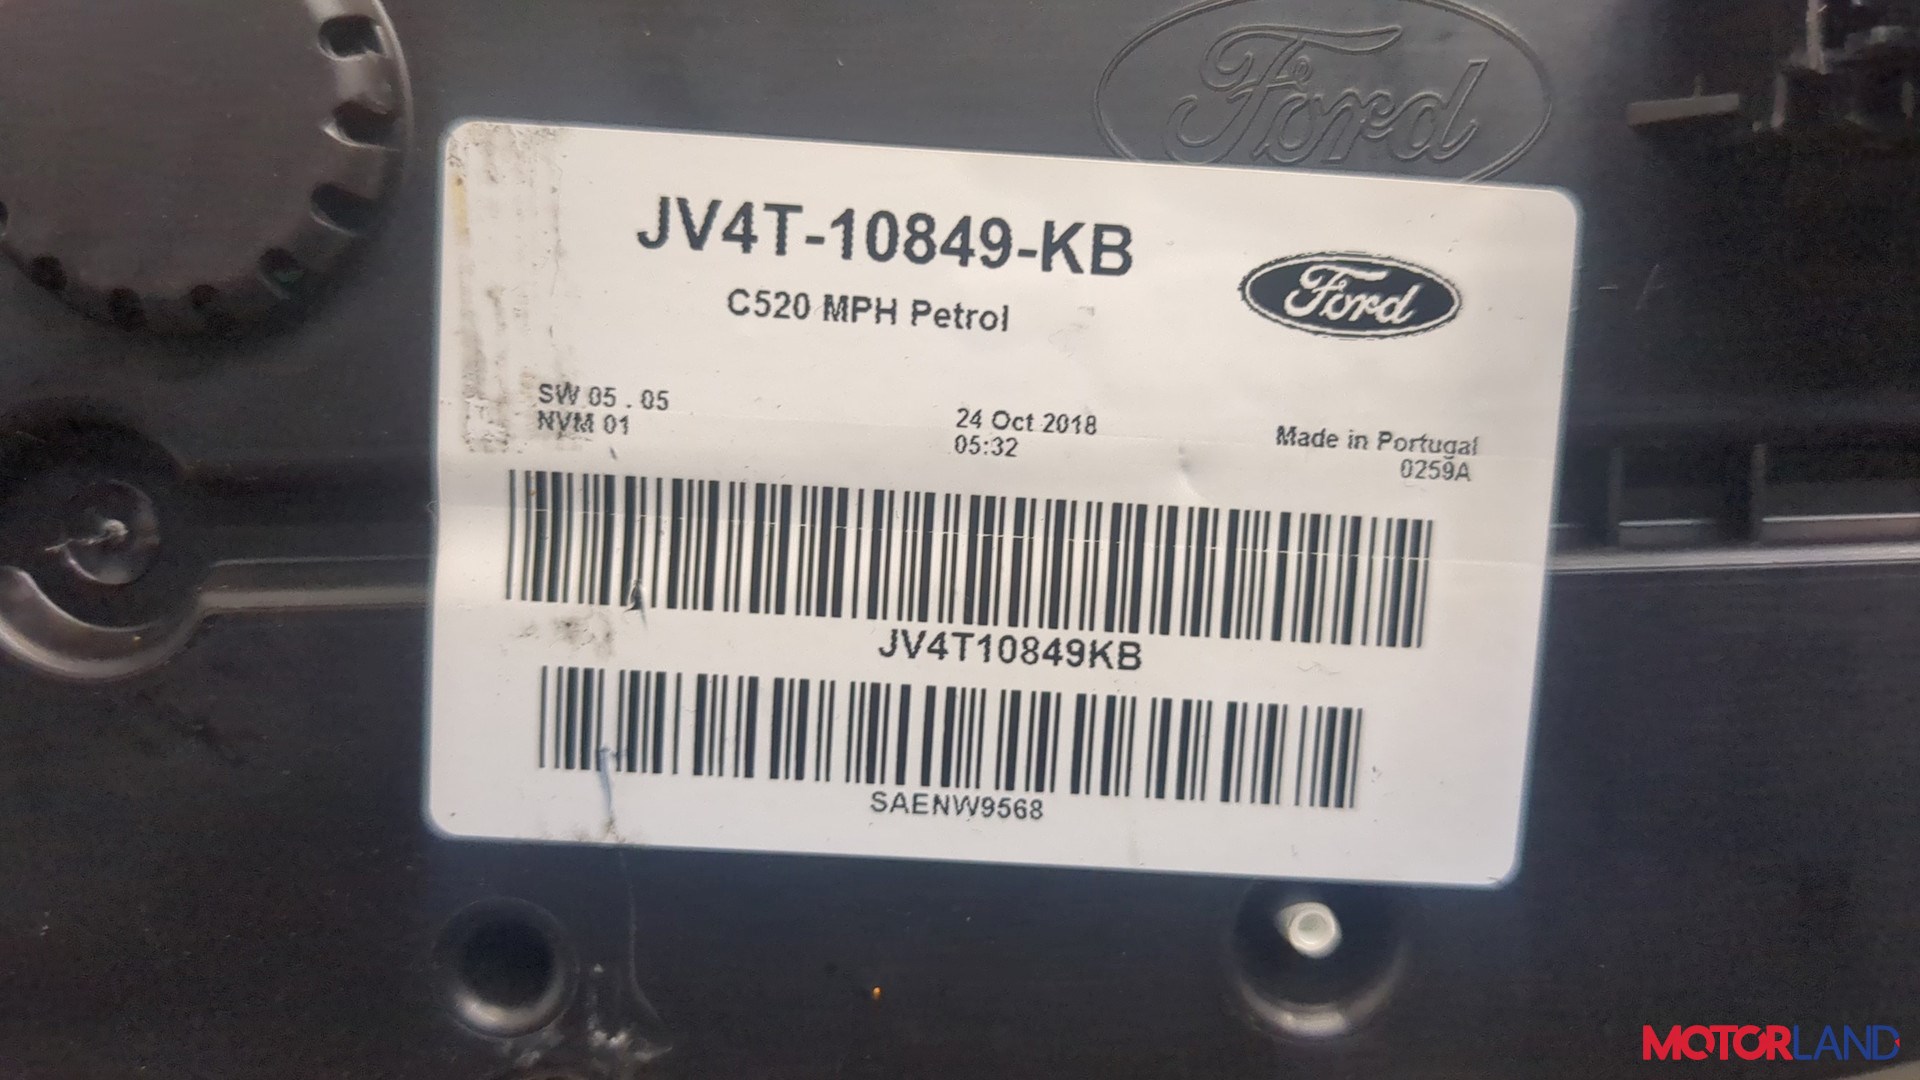 Ford
JV4T-10849-KB
C520 MPH Petrol
Ford
SW 05 . 05
NVM 01
24 Oct 2018
05:32
Made in Portugal
0259A
JV4T10849KB
SAENW9568
MOTORLAND